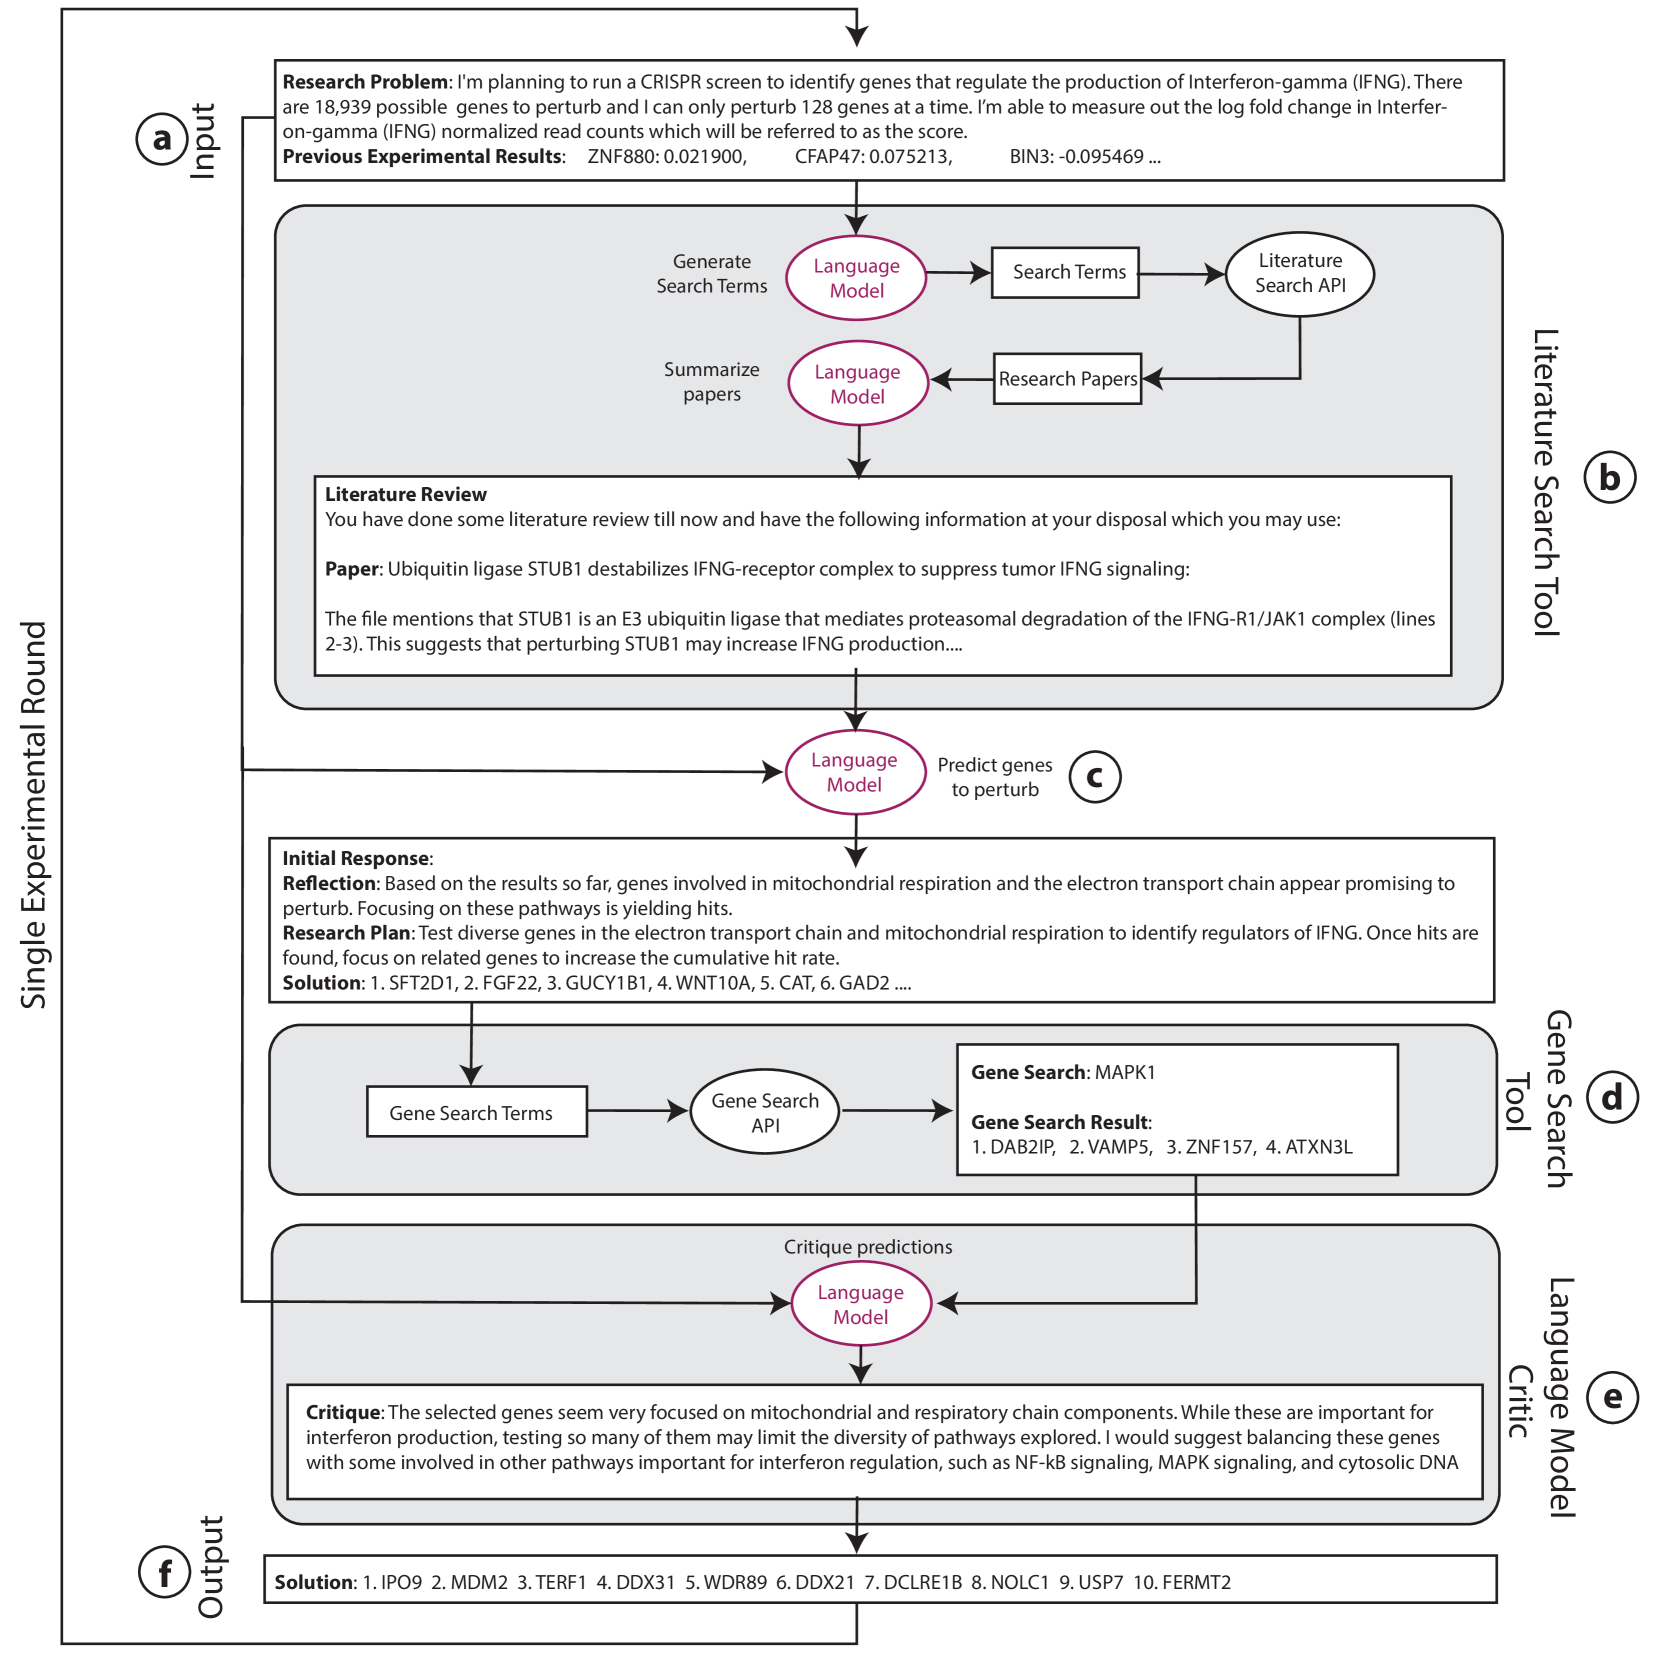 Single Experimental Round
a
Input
Research Problem: I'm planning to run a CRISPR screen to identify genes that regulate the production of Interferon-gamma (IFNG). There
are 18,939 possible genes to perturb and I can only perturb 128 genes at a time. I'm able to measure out the log fold change in Interfer-
on-gamma (IFNG) normalized read counts which will be referred to as the score.
Previous Experimental Results: ZNF880: 0.021900, CFAP47: 0.075213, BIN3: -0.095469 ...
Literature Search Tool
b
Generate
Search Terms
Language
Model
Search Terms
Literature
Search API
Summarize
papers
Language
Model
Research Papers
Literature Review
You have done some literature review till now and have the following information at your disposal which you may use:
Paper: Ubiquitin ligase STUB1 destabilizes IFNG-receptor complex to suppress tumor IFNG signaling:
The file mentions that STUB1 is an E3 ubiquitin ligase that mediates proteasomal degradation of the IFNG-R1/JAK1 complex (lines
2-3). This suggests that perturbing STUB1 may increase IFNG production....
Language
Model
Predict genes
to perturb
c
Initial Response:
Reflection: Based on the results so far, genes involved in mitochondrial respiration and the electron transport chain appear promising to
perturb. Focusing on these pathways is yielding hits.
Research Plan: Test diverse genes in the electron transport chain and mitochondrial respiration to identify regulators of IFNG. Once hits are
found, focus on related genes to increase the cumulative hit rate.
Solution: 1. SFT2D1, 2. FGF22, 3. GUCY1B1, 4. WNT10A, 5. CAT, 6. GAD2 ....
Gene Search
Tool
d
Gene Search Terms
Gene Search
API
Gene Search: MAPK1
Gene Search Result:
1. DAB2IP, 2. VAMP5, 3. ZNF157, 4. ATXN3L
Language Model
Critic
e
Critique predictions
Language
Model
Critique: The selected genes seem very focused on mitochondrial and respiratory chain components. While these are important for
interferon production, testing so many of them may limit the diversity of pathways explored. I would suggest balancing these genes
with some involved in other pathways important for interferon regulation, such as NF-kB signaling, MAPK signaling, and cytosolic DNA
f
Output
Solution: 1. IPO9 2. MDM2 3. TERF1 4. DDX31 5. WDR89 6. DDX21 7. DCLRE1B 8. NOLC1 9. USP7 10. FERMT2